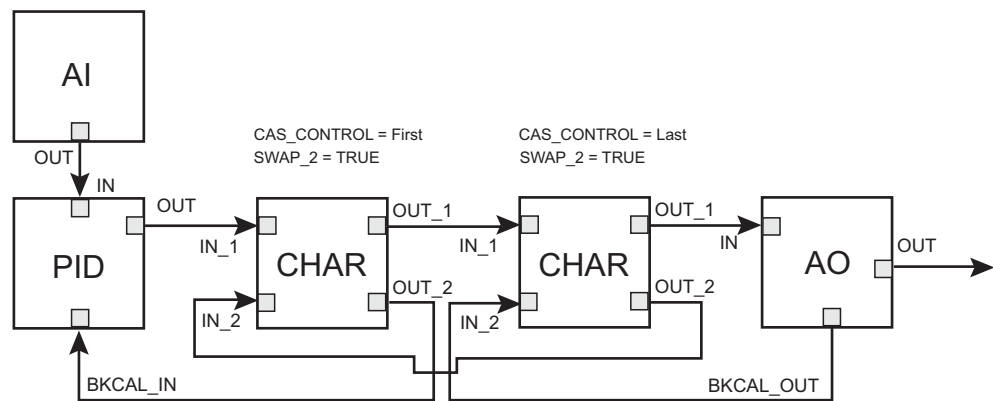 AI
OUT
IN
CAS_CONTROL = First
SWAP_2 = TRUE
CAS_CONTROL = Last
SWAP_2 = TRUE
PID
OUT
IN_1
CHAR
OUT_1
IN_1
CHAR
OUT_1
IN
AO
OUT
IN_2
OUT_2
IN_2
OUT_2
BKCAL_IN
BKCAL_OUT